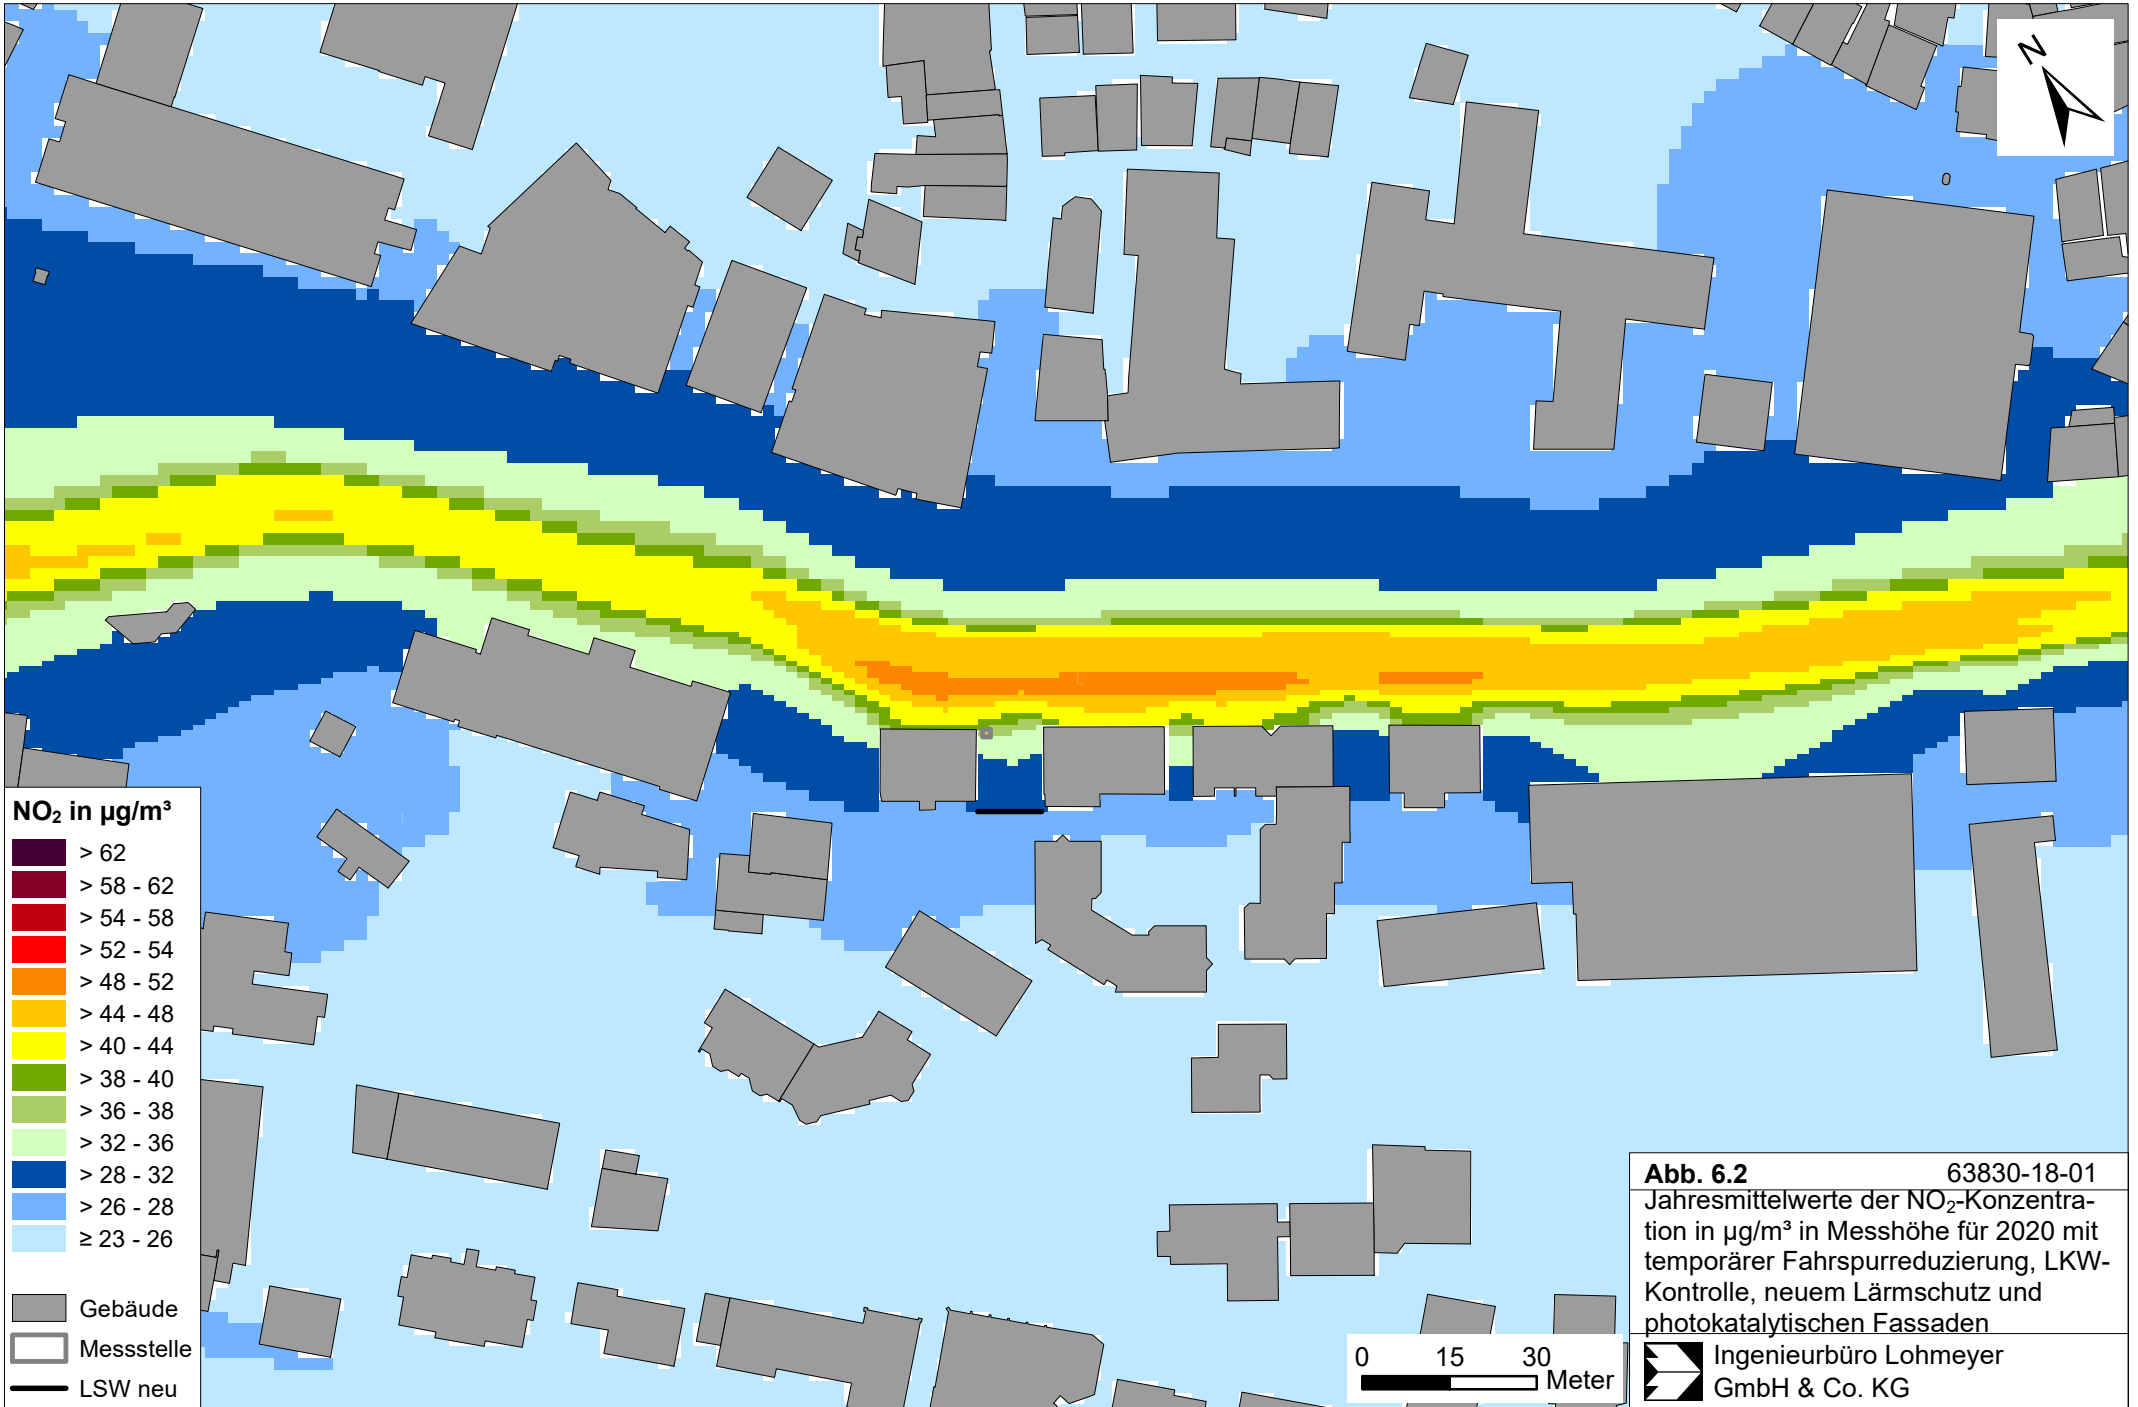 N
NO₂ in µg/m³
> 62
> 58 - 62
> 54 - 58
> 52 - 54
> 48 - 52
> 44 - 48
> 40 - 44
> 38 - 40
> 36 - 38
> 32 - 36
> 28 - 32
> 26 - 28
≥ 23 - 26
Gebäude
Messstelle
LSW neu
0 15 30
Meter
Abb. 6.2 63830-18-01
Jahresmittelwerte der NO₂-Konzentra-
tion in µg/m³ in Messhöhe für 2020 mit
temporärer Fahrspurreduzierung, LKW-
Kontrolle, neuem Lärmschutz und
photokatalytischen Fassaden
Ingenieurbüro Lohmeyer
GmbH & Co. KG